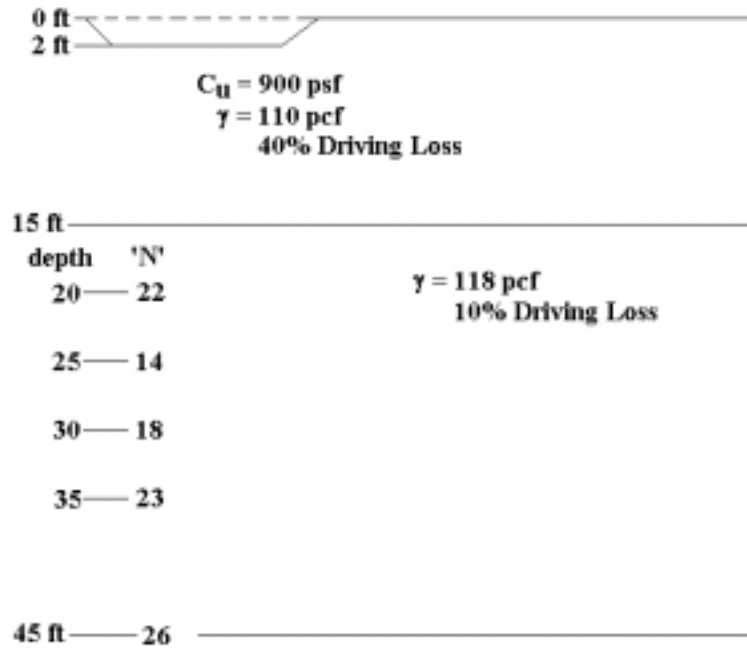 0 ft
2 ft
Cu = 900 psf
γ = 110 pcf
40% Driving Loss
15 ft
depth 'N'
γ = 118 pcf
20 22
10% Driving Loss
25 14
30 18
35 23
45 ft 26